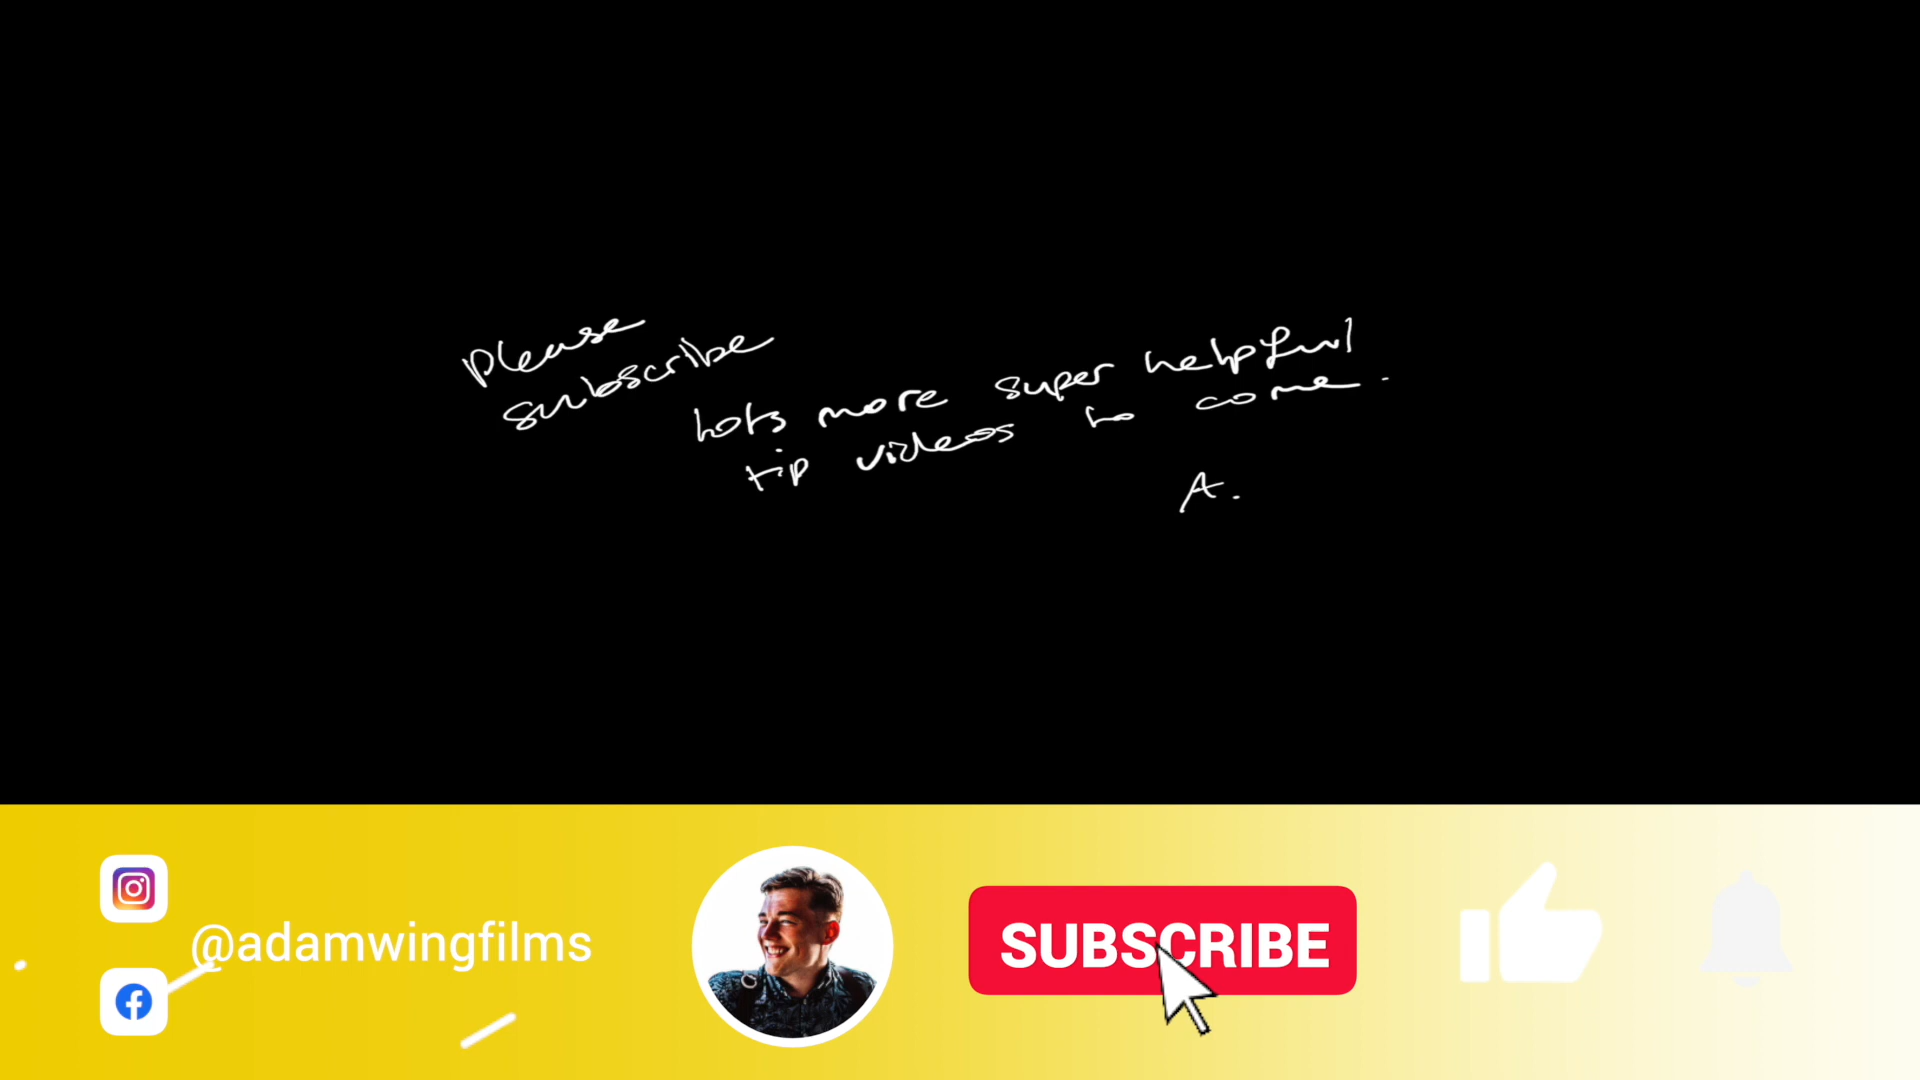 Please
subscribe
Lots more super helpful
tip videos to come.
A.
@adamwingfilms
SUBSCRIBE